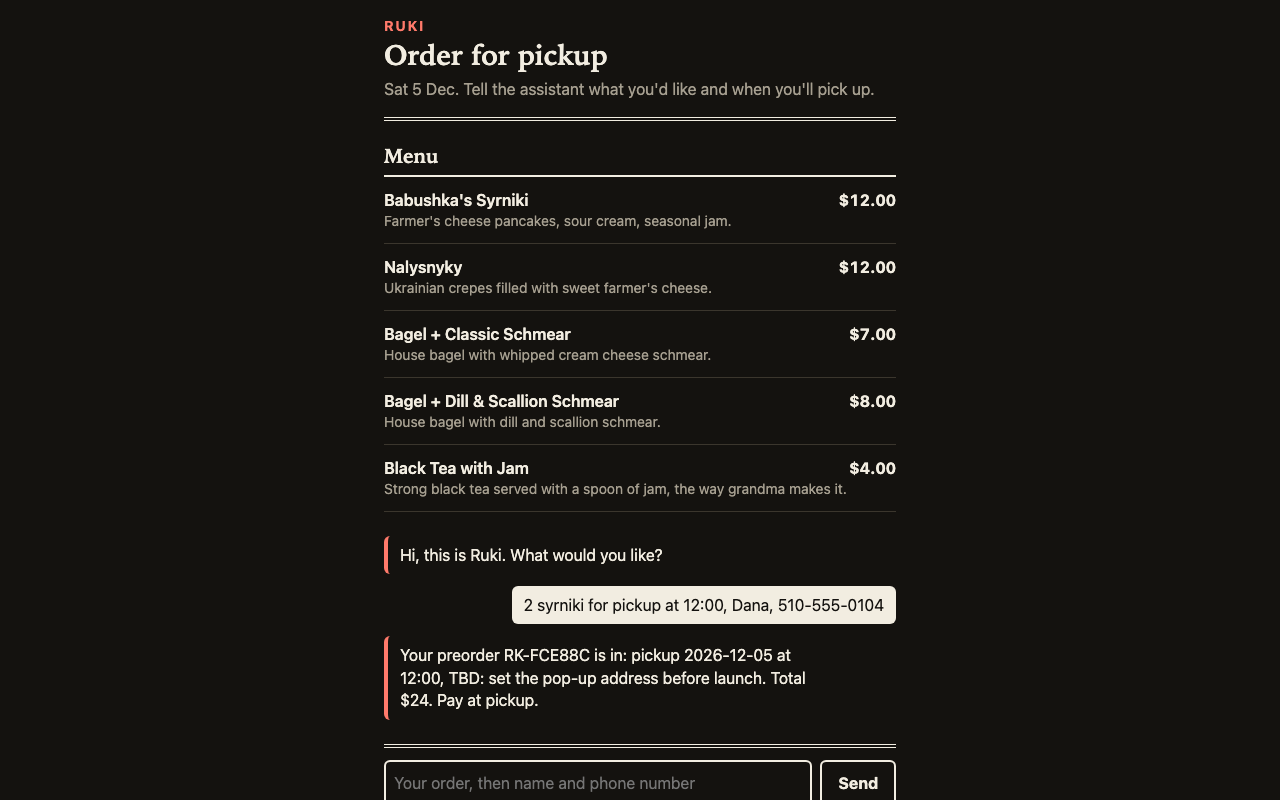 RUKI
Order for pickup
Sat 5 Dec. Tell the assistant what you'd like and when you'll pick up.
Menu
Babushka's Syrniki $12.00
Farmer's cheese pancakes, sour cream, seasonal jam.
Nalysnyky $12.00
Ukrainian crepes filled with sweet farmer's cheese.
Bagel + Classic Schmear $7.00
House bagel with whipped cream cheese schmear.
Bagel + Dill & Scallion Schmear $8.00
House bagel with dill and scallion schmear.
Black Tea with Jam $4.00
Strong black tea served with a spoon of jam, the way grandma makes it.
Hi, this is Ruki. What would you like?
2 syrniki for pickup at 12:00, Dana, 510-555-0104
Your preorder RK-FCE88C is in: pickup 2026-12-05 at
12:00, TBD: set the pop-up address before launch. Total
$24. Pay at pickup.
Your order, then name and phone number
Send